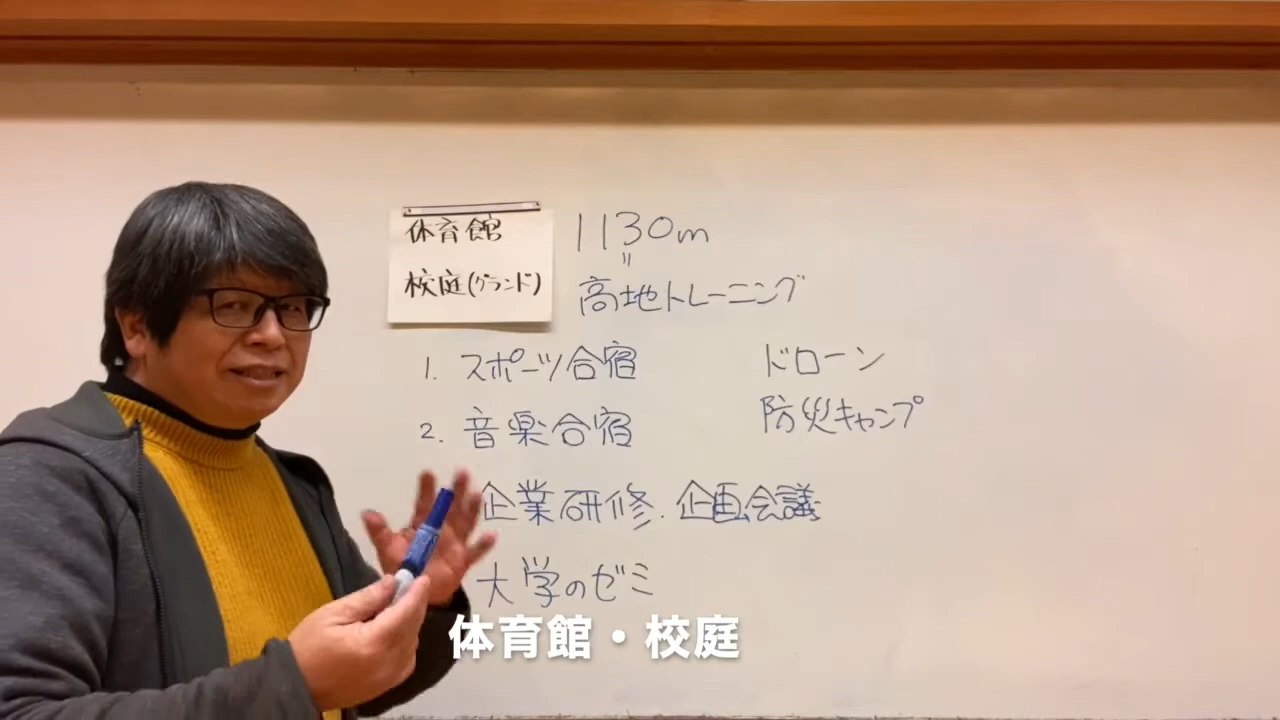 体育館
校庭(グランド)
1130m
〃
高地トレーニング
1. スポーツ合宿
2. 音楽合宿
企業研修.企画会議
大学のゼミ
ドローン
防災キャンプ
体育館・校庭